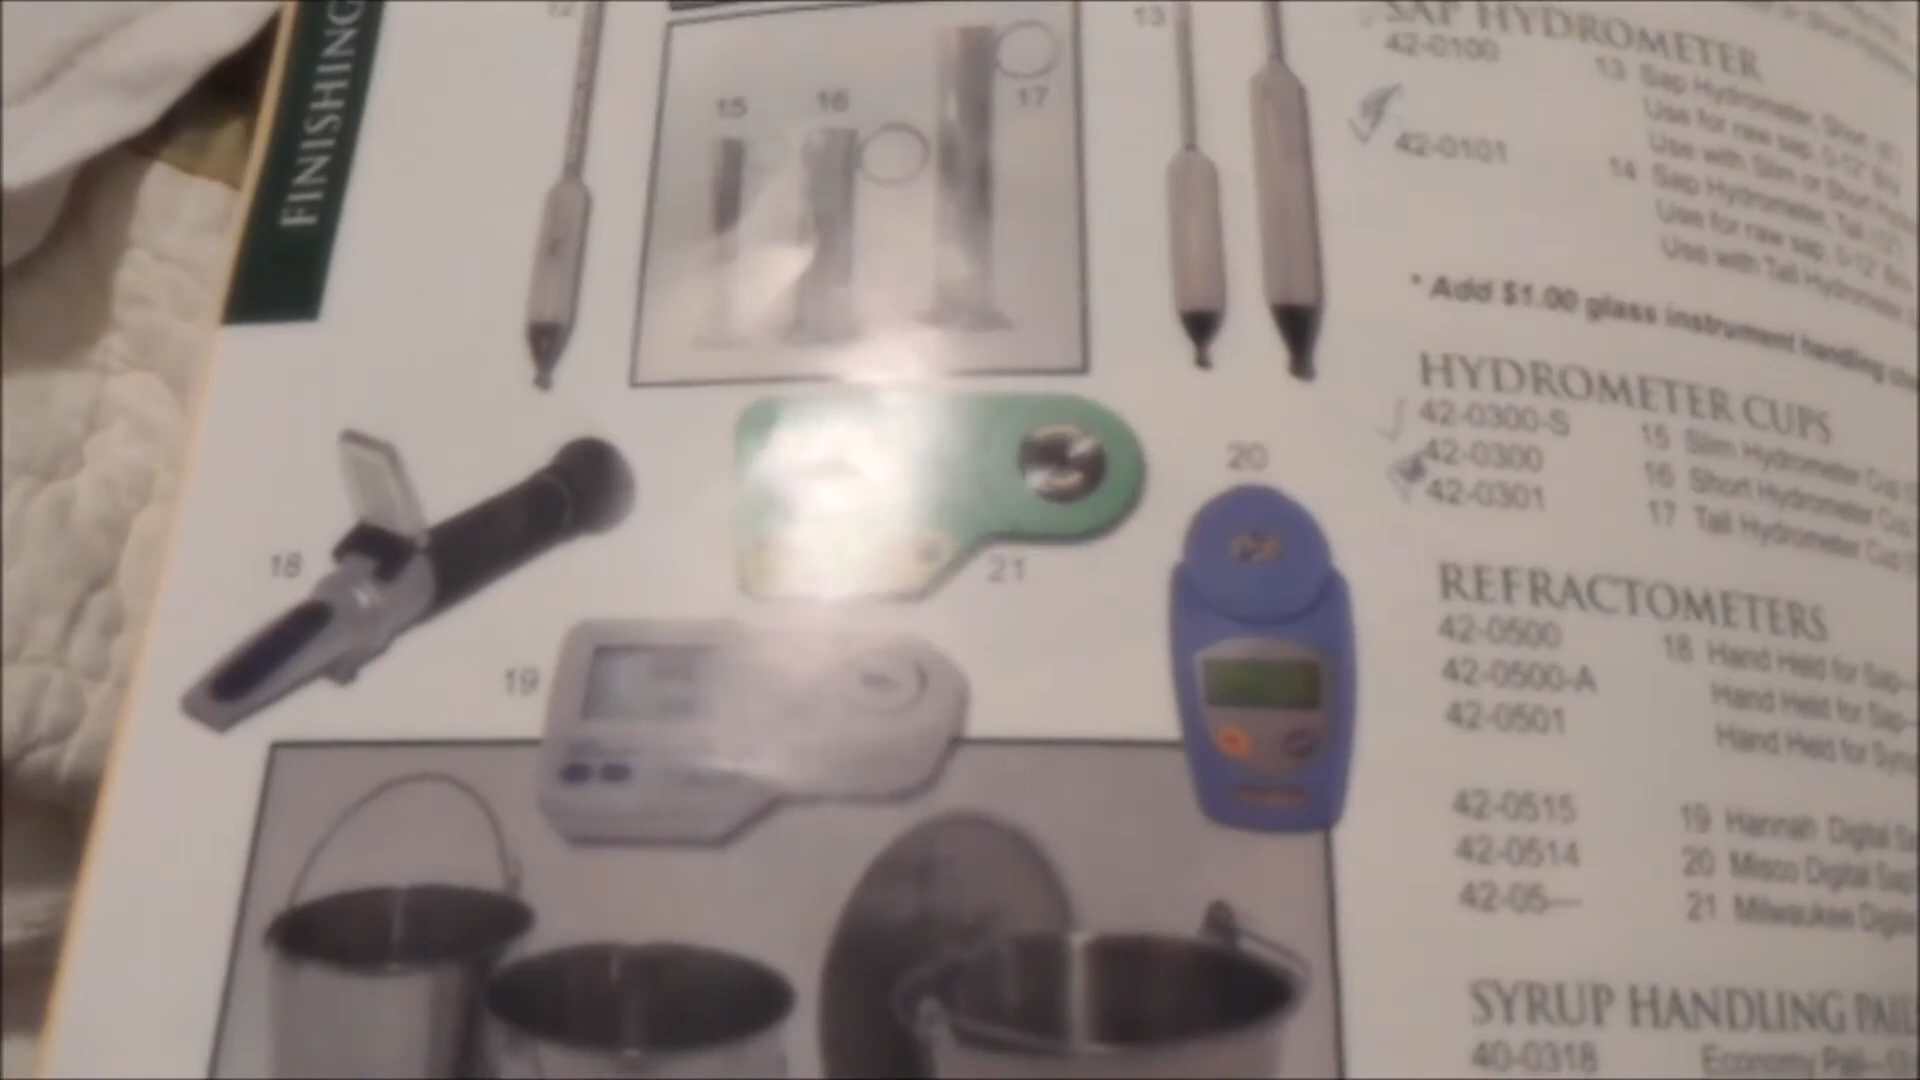 FINISHING
12
15
16
17
13
18
19
20
21
SAP HYDROMETER
42-0100
13 Sap Hydrometer, Short
Use for raw sap, 0-12°
Use with Slim or Short
42-0101
14 Sap Hydrometer, Tall
Use for raw sap, 0-12°
Use with Tall Hydrometer
* Add $1.00 glass instrument handling
HYDROMETER CUPS
42-0300-S 15 Slim Hydrometer Cup
42-0300 16 Short Hydrometer Cup
42-0301 17 Tall Hydrometer Cup
REFRACTOMETERS
42-0500 18 Hand Held for Sap
42-0500-A Hand Held for Sap
42-0501 Hand Held for
42-0515 19 Hannah Digital
42-0514 20 Misco Digital
42-05— 21 Milwaukee
SYRUP HANDLING
40-0318 Economy Pail